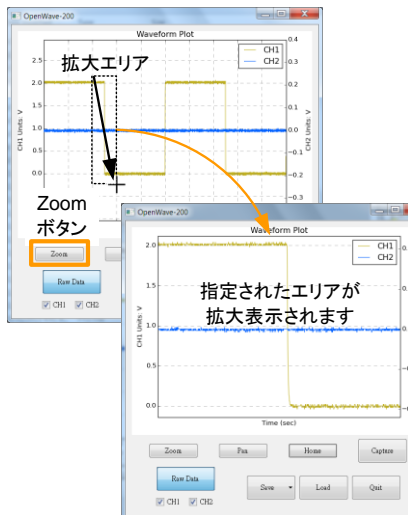 OpenWave-200
Waveform Plot
CH1
CH2
拡大エリア
2.5
2.0
1.5
1.0
0.5
0.0
CH1 Units: V
0.4
0.3
0.2
0.1
0.0
−0.1
−0.2
−0.3
CH2 Units: V
Zoom
ボタン
Zoom
Raw Data
CH1
CH2
OpenWave-200
Waveform Plot
CH1
CH2
指定されたエリアが
拡大表示されます
2.0
1.5
1.0
0.5
0.0
CH1 Units: V
Time (sec)
Zoom
Pan
Home
Capture
Raw Data
Save
Load
Quit
CH1
CH2